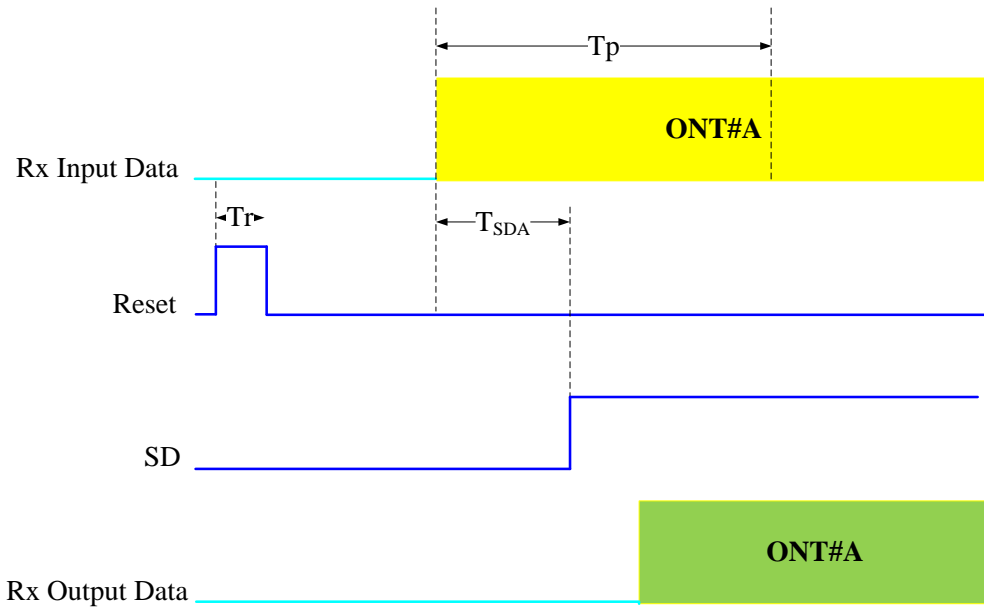 Tp
ONT#A
Rx Input Data
Tr
TSDA
Reset
SD
ONT#A
Rx Output Data